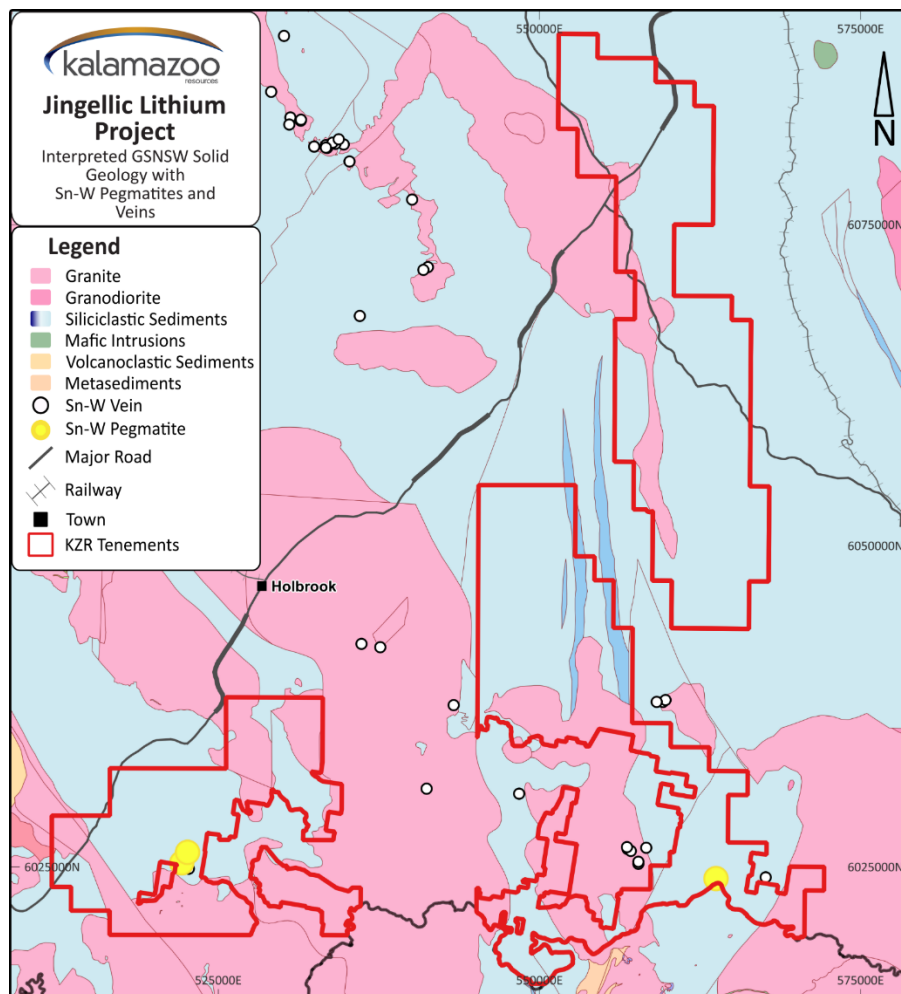 kalamazoo
resources
Jingellic Lithium
Project
Interpreted GSNSW Solid
Geology with
Sn-W Pegmatites and
Veins
Legend
Granite
Granodiorite
Siliciclastic Sediments
Mafic Intrusions
Volcanoclastic Sediments
Metasediments
Sn-W Vein
Sn-W Pegmatite
Major Road
Railway
Town
KZR Tenements
550000E
575000E
N
6075000N
6050000N
Holbrook
6025000N
6025000N
525000E
550000E
575000E